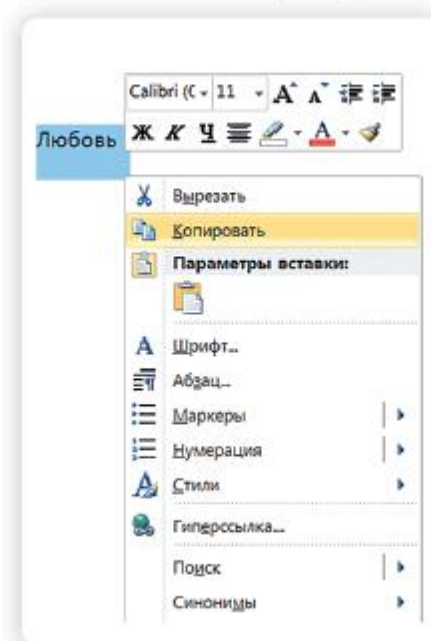 Calibri (С 11 А А
Любовь Ж К Ч А
Вырезать
Копировать
Параметры вставки:
Шрифт...
Абзац...
Маркеры
Нумерация
Стили
Гиперссылка...
Поиск
Синонимы